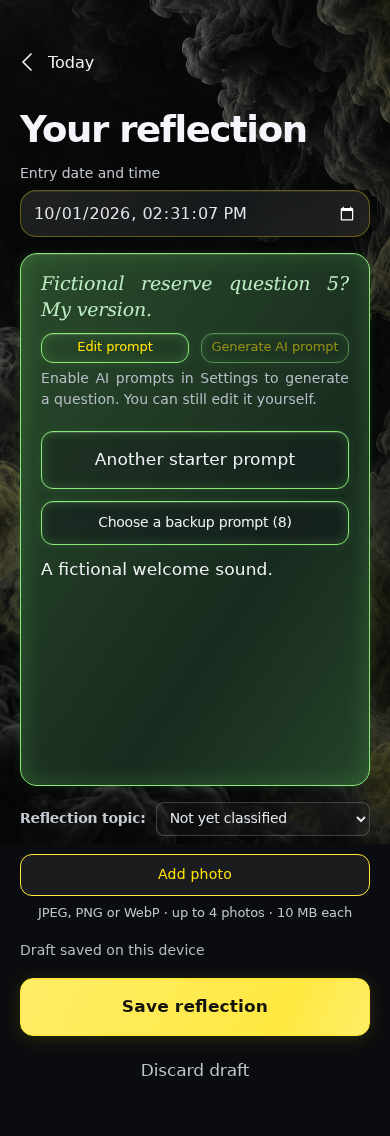 Today
Your reflection
Entry date and time
10/01/2026, 02:31:07 PM
Fictional reserve question 5?
My version.
Edit prompt
Generate AI prompt
Enable AI prompts in Settings to generate
a question. You can still edit it yourself.
Another starter prompt
Choose a backup prompt (8)
A fictional welcome sound.
Reflection topic:
Not yet classified
Add photo
JPEG, PNG or WebP · up to 4 photos · 10 MB each
Draft saved on this device
Save reflection
Discard draft